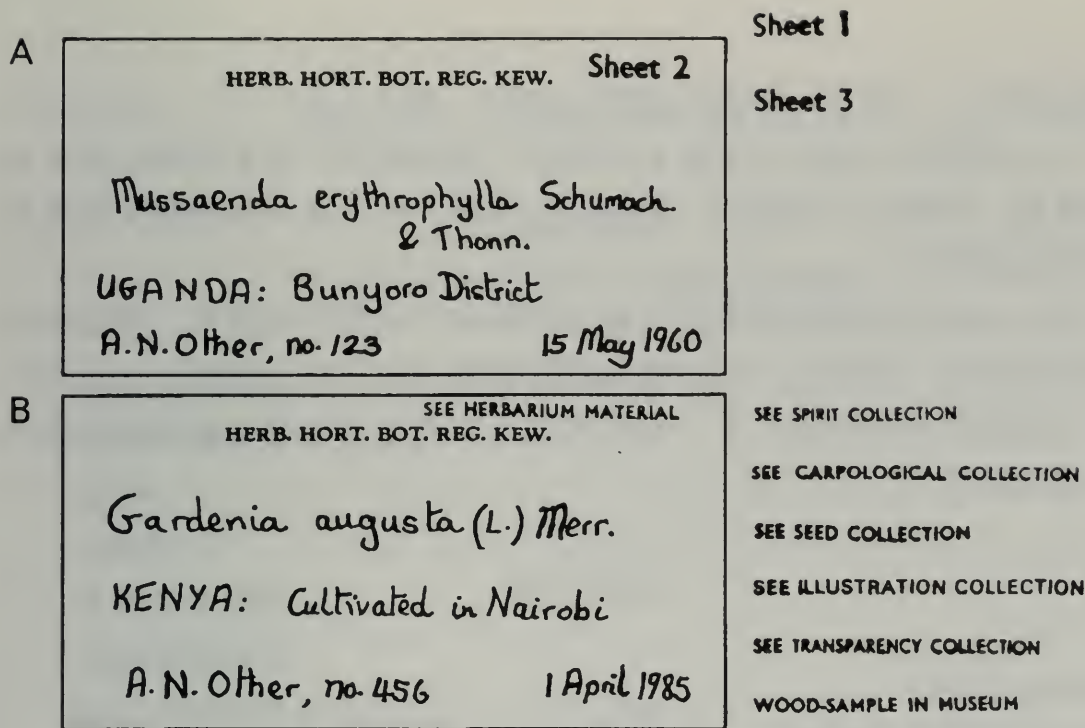 Sheet 1
A
HERB. HORT. BOT. REG. KEW. Sheet 2
Sheet 3
Mussaenda erythrophylla Schumach.
& Thonn.
UGANDA: Bunyoro District
A.N. Other, no. 123 15 May 1960
B
SEE HERBARIUM MATERIAL
HERB. HORT. BOT. REG. KEW.
Gardenia augusta (L.) Merr.
KENYA: Cultivated in Nairobi
A. N. Other, no. 456 1 April 1985
SEE SPIRIT COLLECTION
SEE CARPOLOGICAL COLLECTION
SEE SEED COLLECTION
SEE ILLUSTRATION COLLECTION
SEE TRANSPARENCY COLLECTION
WOOD-SAMPLE IN MUSEUM